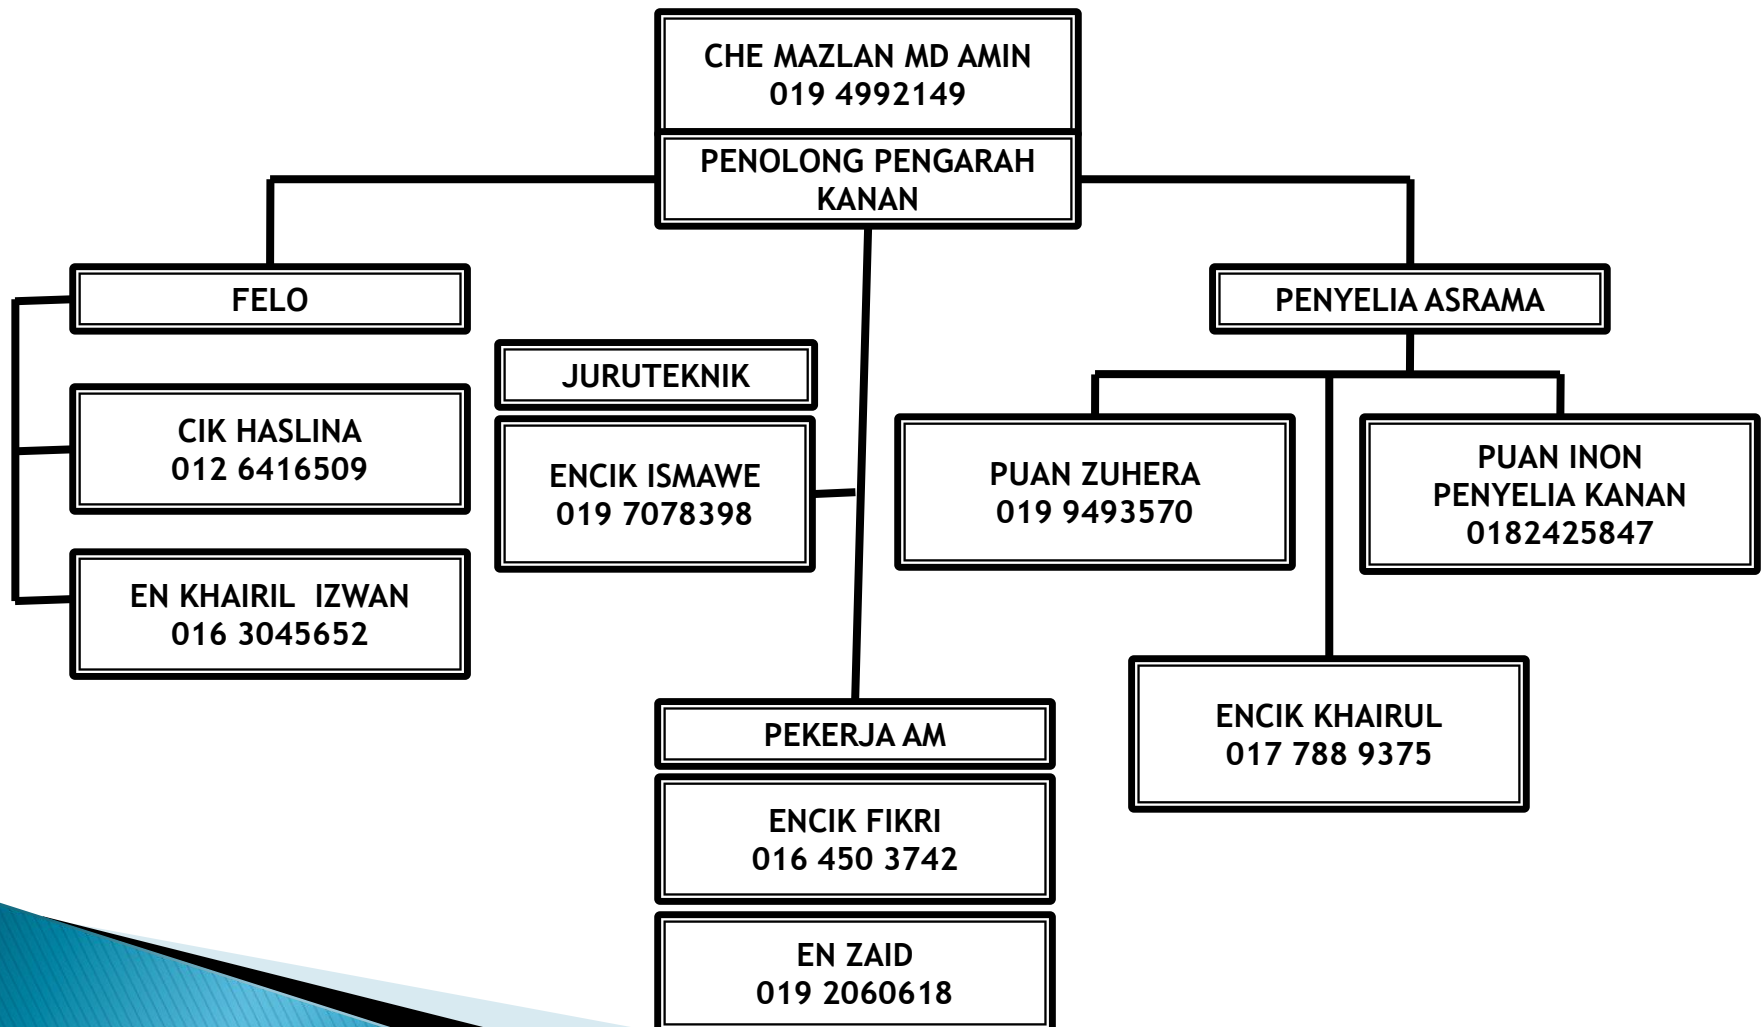 CHE MAZLAN MD AMIN
019 4992149
PENOLONG PENGARAH
KANAN
FELO
CIK HASLINA
012 6416509
EN KHAIRIL IZWAN
016 3045652
JURUTEKNIK
ENCIK ISMAWE
019 7078398
PEKERJA AM
ENCIK FIKRI
016 450 3742
EN ZAID
019 2060618
PENYELIA ASRAMA
PUAN ZUHERA
019 9493570
PUAN INON
PENYELIA KANAN
0182425847
ENCIK KHAIRUL
017 788 9375